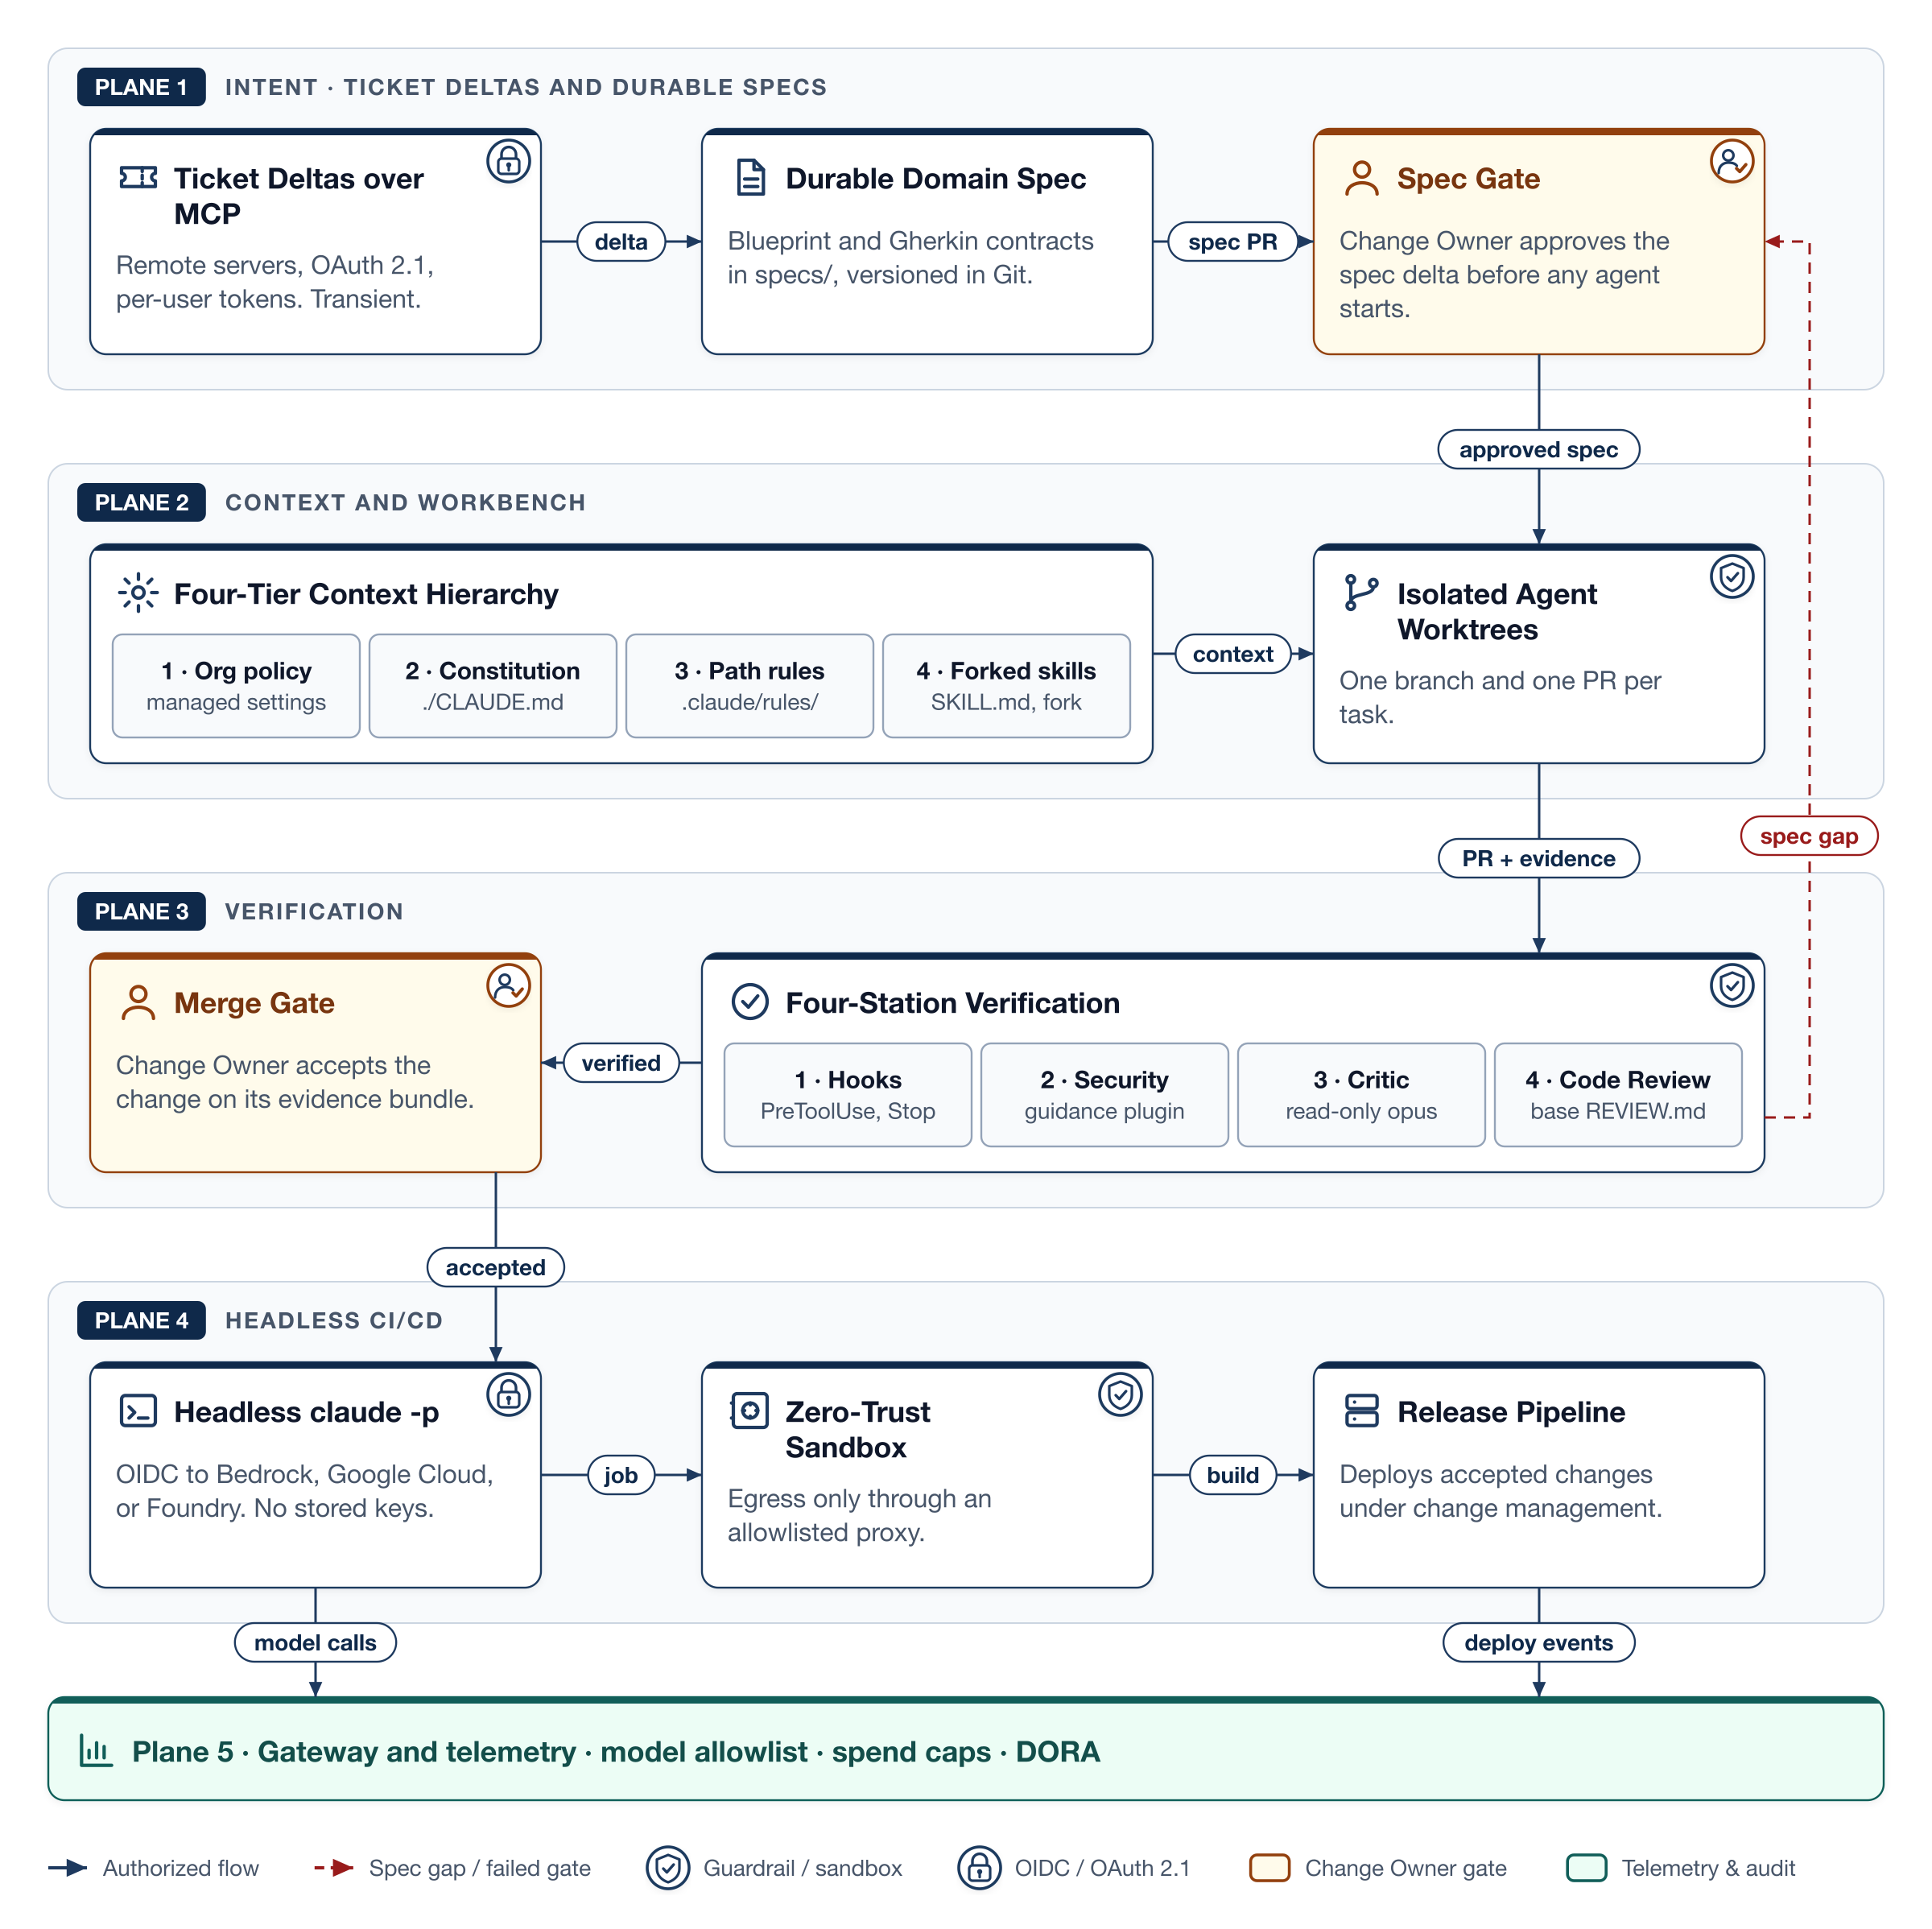 PLANE 1
INTENT · TICKET DELTAS AND DURABLE SPECS
Ticket Deltas over
MCP
Remote servers, OAuth 2.1,
per-user tokens. Transient.
delta
Durable Domain Spec
Blueprint and Gherkin contracts
in specs/, versioned in Git.
spec PR
Spec Gate
Change Owner approves the
spec delta before any agent
starts.
approved spec
PLANE 2
CONTEXT AND WORKBENCH
Four-Tier Context Hierarchy
1 · Org policy
managed settings
2 · Constitution
./CLAUDE.md
3 · Path rules
.claude/rules/
4 · Forked skills
SKILL.md, fork
context
Isolated Agent
Worktrees
One branch and one PR per
task.
spec gap
PR + evidence
PLANE 3
VERIFICATION
Merge Gate
Change Owner accepts the
change on its evidence bundle.
verified
Four-Station Verification
1 · Hooks
PreToolUse, Stop
2 · Security
guidance plugin
3 · Critic
read-only opus
4 · Code Review
base REVIEW.md
accepted
PLANE 4
HEADLESS CI/CD
Headless claude -p
OIDC to Bedrock, Google Cloud,
or Foundry. No stored keys.
job
Zero-Trust
Sandbox
Egress only through an
allowlisted proxy.
build
Release Pipeline
Deploys accepted changes
under change management.
model calls
deploy events
Plane 5 · Gateway and telemetry · model allowlist · spend caps · DORA
Authorized flow
Spec gap / failed gate
Guardrail / sandbox
OIDC / OAuth 2.1
Change Owner gate
Telemetry & audit